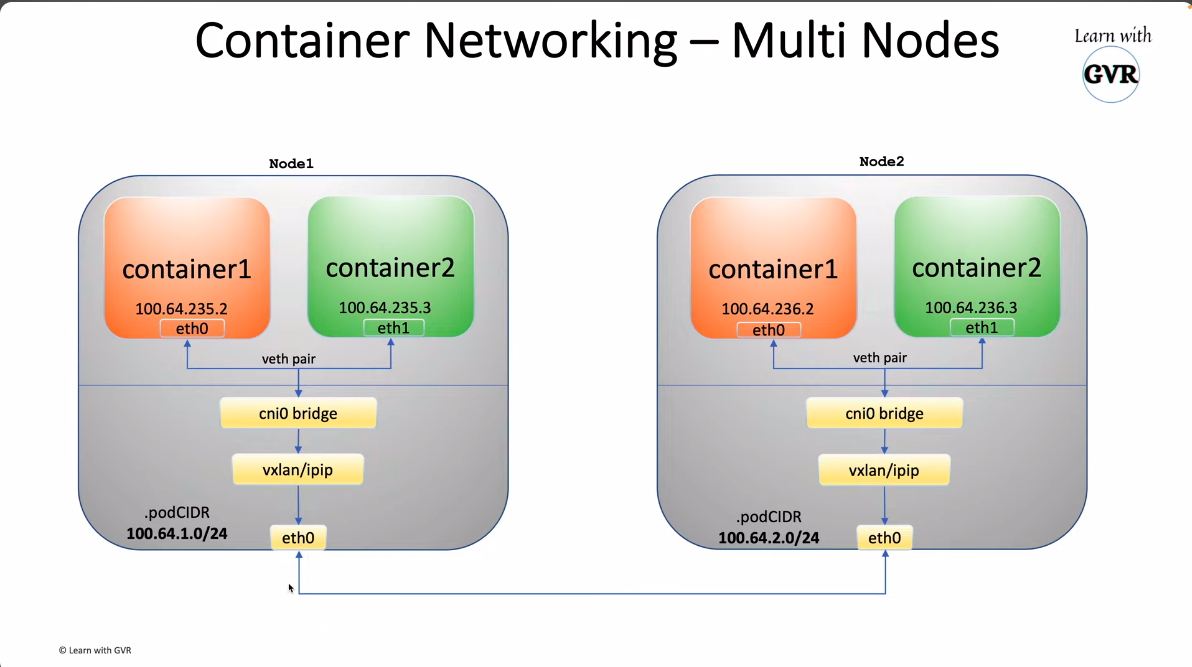 Container Networking – Multi Nodes
Learn with
GVR
Node1
container1
100.64.235.2
eth0
container2
100.64.235.3
eth1
veth pair
cni0 bridge
vxlan/ipip
.podCIDR
100.64.1.0/24
eth0
Node2
container1
100.64.236.2
eth0
container2
100.64.236.3
eth1
veth pair
cni0 bridge
vxlan/ipip
.podCIDR
100.64.2.0/24
eth0
© Learn with GVR